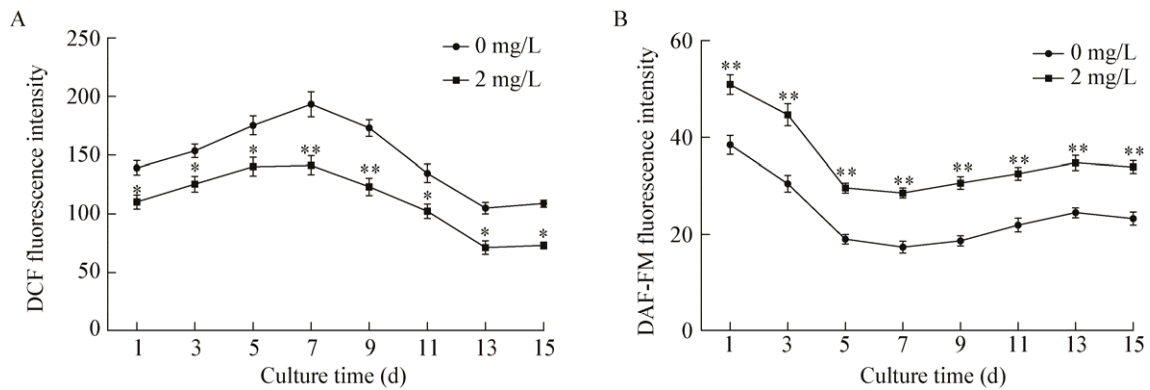 A
250
200
150
100
50
0
DCF fluorescence intensity
0 mg/L
2 mg/L
* * * ** ** * * *
1 3 5 7 9 11 13 15
Culture time (d)
B
60
40
20
0
DAF-FM fluorescence intensity
0 mg/L
2 mg/L
** ** ** ** ** ** ** **
1 3 5 7 9 11 13 15
Culture time (d)